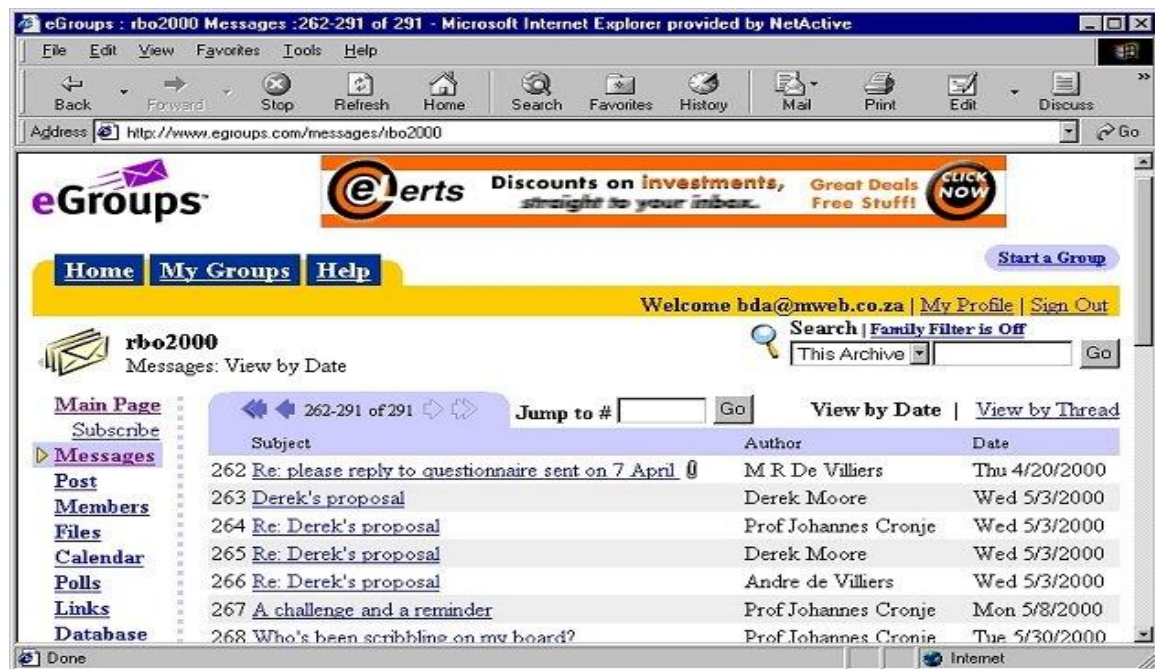 eGroups : rbo2000 Messages :262-291 of 291 - Microsoft Internet Explorer provided by NetActive
File Edit View Favorites Tools Help
Back Forward Stop Refresh Home Search Favorites History Mail Print Edit Discuss
Address http://www.egroups.com/messages/rbo2000 Go
eGroups
e lerts Discounts on investments, straight to your inbox. Great Deals Free Stuff! CLICK NOW
Start a Group
Home My Groups Help
Welcome bda@mweb.co.za | My Profile | Sign Out
rbo2000
Messages: View by Date
Search | Family Filter is Off
This Archive Go
Main Page
Subscribe
Messages
Post
Members
Files
Calendar
Polls
Links
Database
262-291 of 291 Jump to # Go View by Date | View by Thread
Subject Author Date
262 Re: please reply to questionnaire sent on 7 April M R De Villiers Thu 4/20/2000
263 Derek's proposal Derek Moore Wed 5/3/2000
264 Re: Derek's proposal Prof Johannes Cronje Wed 5/3/2000
265 Re: Derek's proposal Derek Moore Wed 5/3/2000
266 Re: Derek's proposal Andre de Villiers Wed 5/3/2000
267 A challenge and a reminder Prof Johannes Cronje Mon 5/8/2000
268 Who's been scribbling on my board? Prof Johannes Cronje Tue 5/30/2000
Done Internet